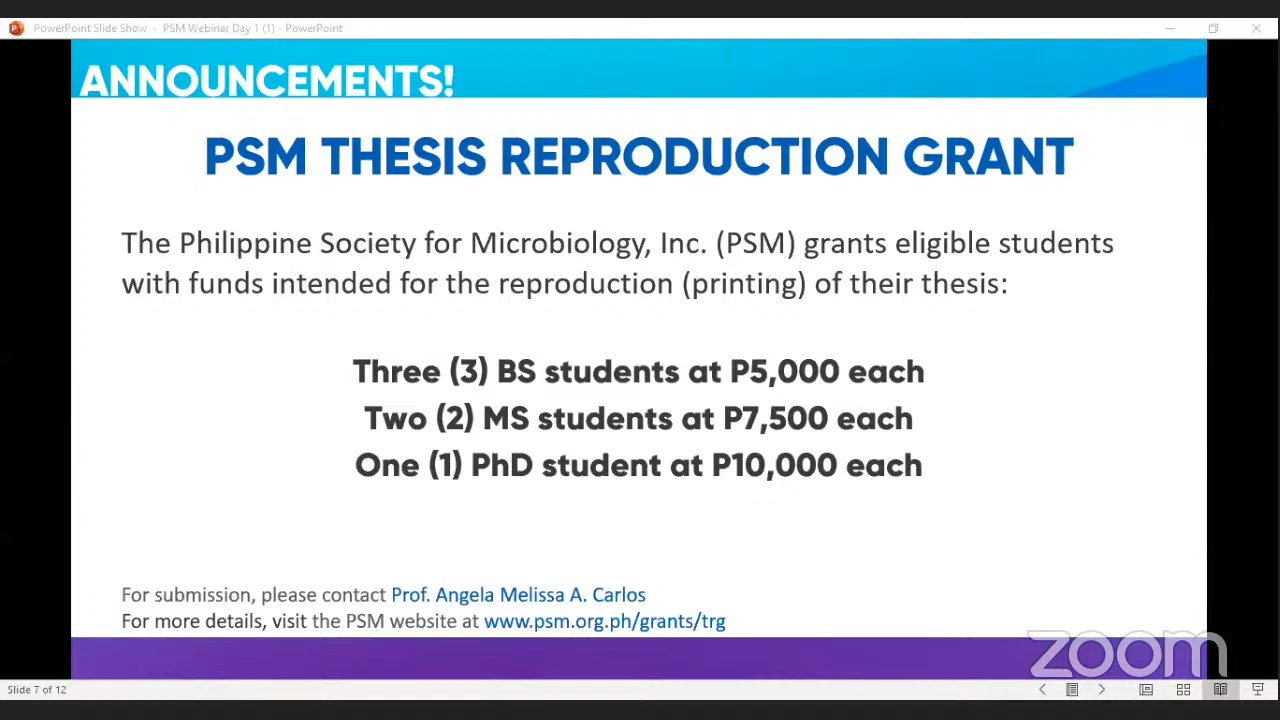 PowerPoint Slide Show - PSM Webinar Day 1 (1) - PowerPoint
ANNOUNCEMENTS!
PSM THESIS REPRODUCTION GRANT
The Philippine Society for Microbiology, Inc. (PSM) grants eligible students
with funds intended for the reproduction (printing) of their thesis:
Three (3) BS students at P5,000 each
Two (2) MS students at P7,500 each
One (1) PhD student at P10,000 each
For submission, please contact Prof. Angela Melissa A. Carlos
For more details, visit the PSM website at www.psm.org.ph/grants/trg
zoom
Slide 7 of 12